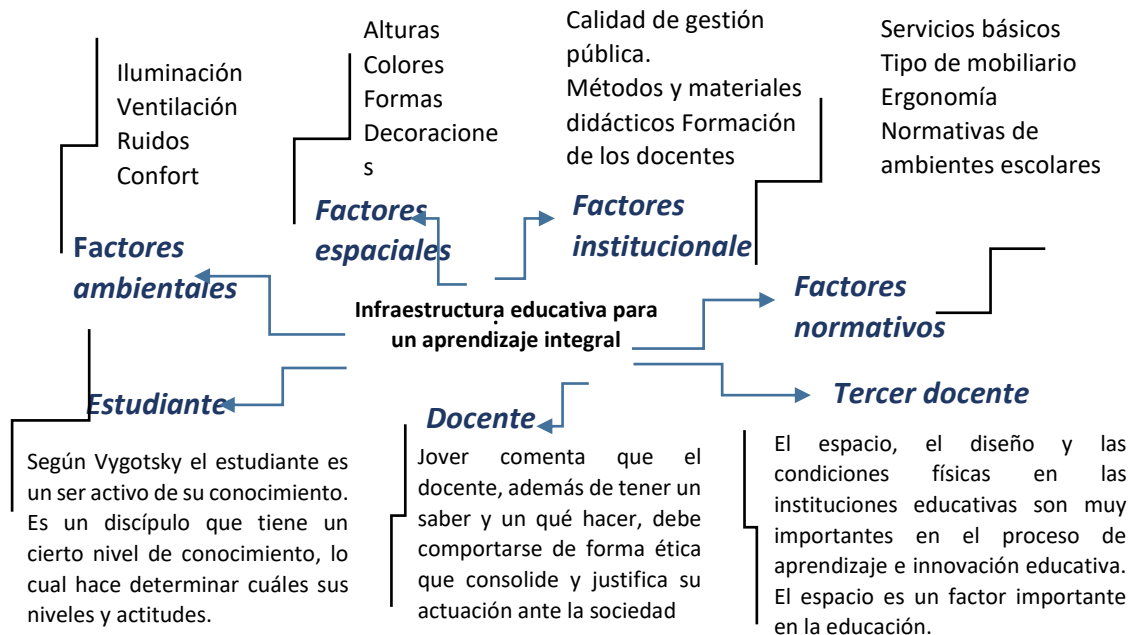 Iluminación
Ventilación
Ruidos
Confort
Factores
ambientales
Alturas
Colores
Formas
Decoracione
s
Factores
espaciales
Calidad de gestión
pública.
Métodos y materiales
didácticos Formación
de los docentes
Factores
institucionale
Servicios básicos
Tipo de mobiliario
Ergonomía
Normativas de
ambientes escolares
Factores
normativos
Infraestructura educativa para
un aprendizaje integral
Estudiante
Según Vygotsky el estudiante es
un ser activo de su conocimiento.
Es un discípulo que tiene un
cierto nivel de conocimiento, lo
cual hace determinar cuáles sus
niveles y actitudes.
Docente
Jover comenta que el
docente, además de tener un
saber y un qué hacer, debe
comportarse de forma ética
que consolide y justifica su
actuación ante la sociedad
Tercer docente
El espacio, el diseño y las
condiciones físicas en las
instituciones educativas son muy
importantes en el proceso de
aprendizaje e innovación educativa.
El espacio es un factor importante
en la educación.